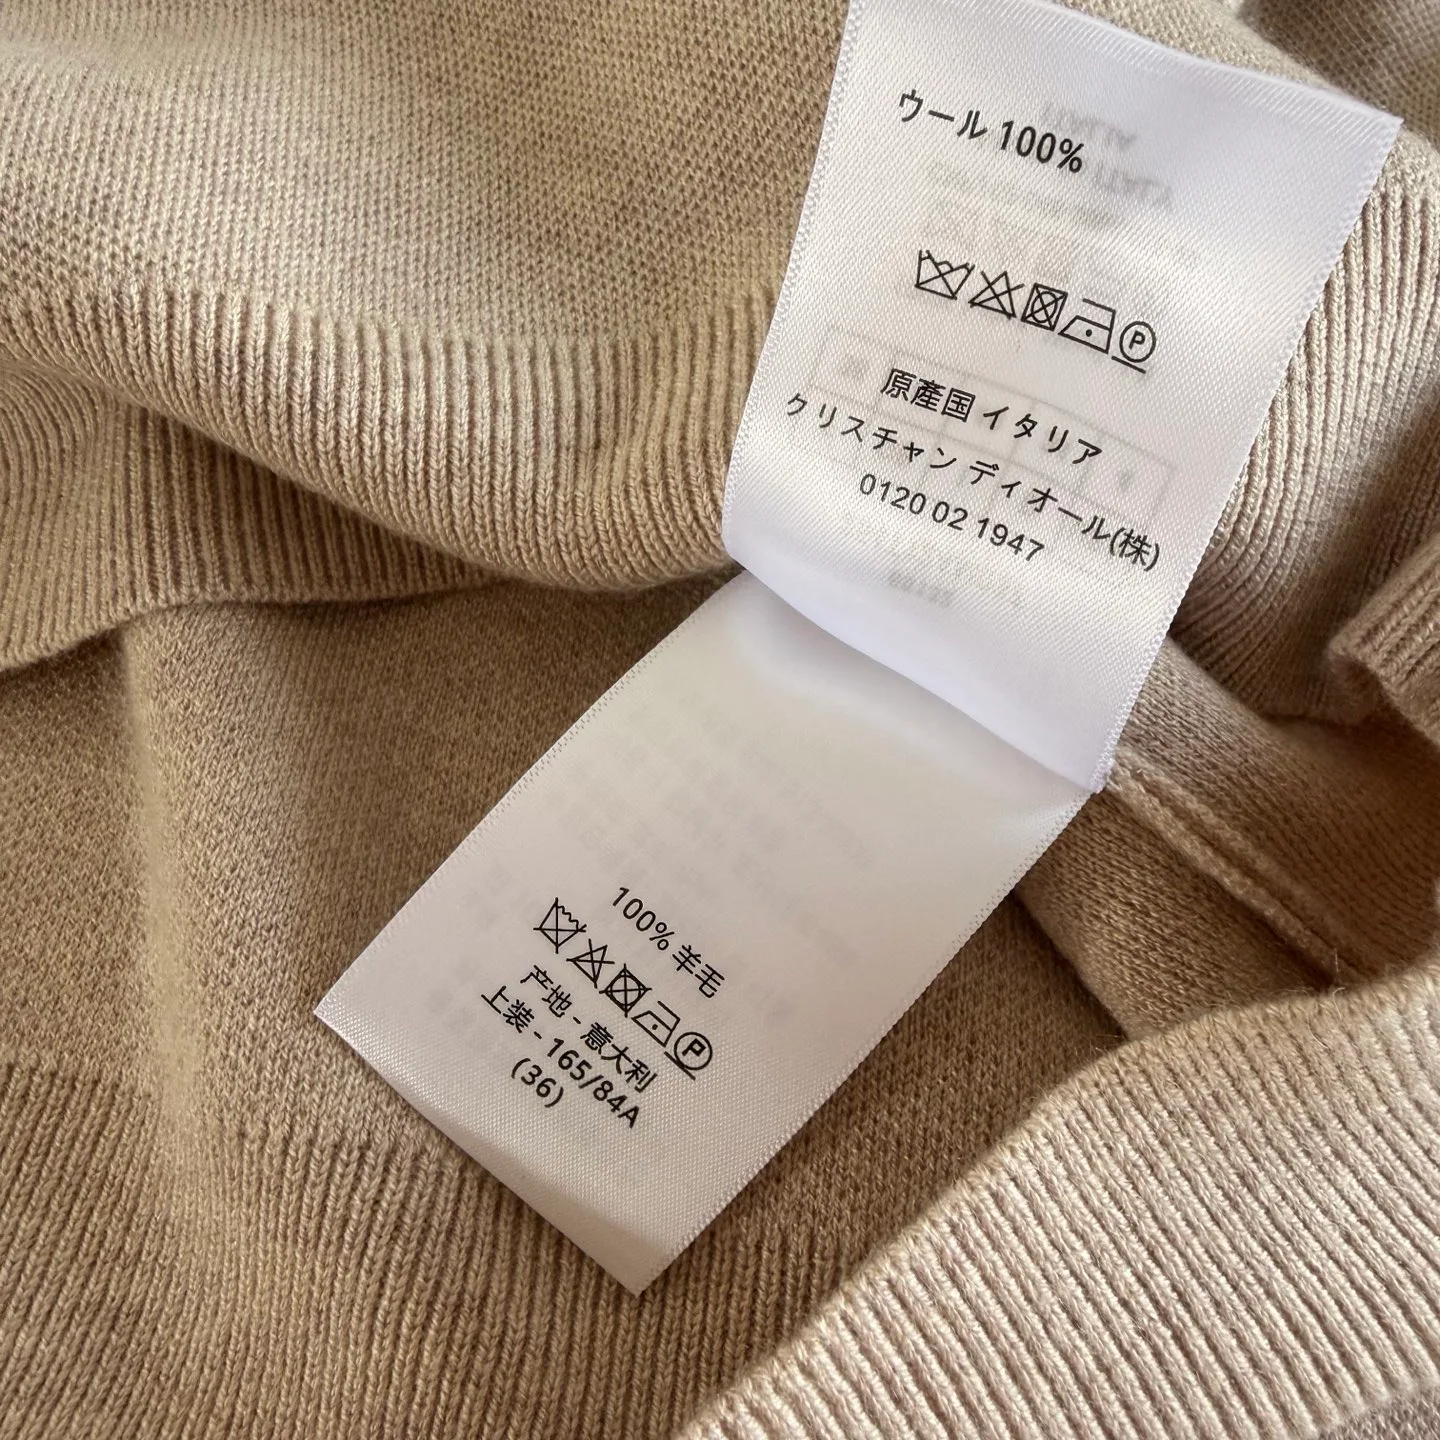 ウール 100%
P
原産国 イタリア
クリスチャン ディオール(株)
0120 02 1947
100% 羊毛
P
产地 - 意大利
上装 - 165/84A
(36)